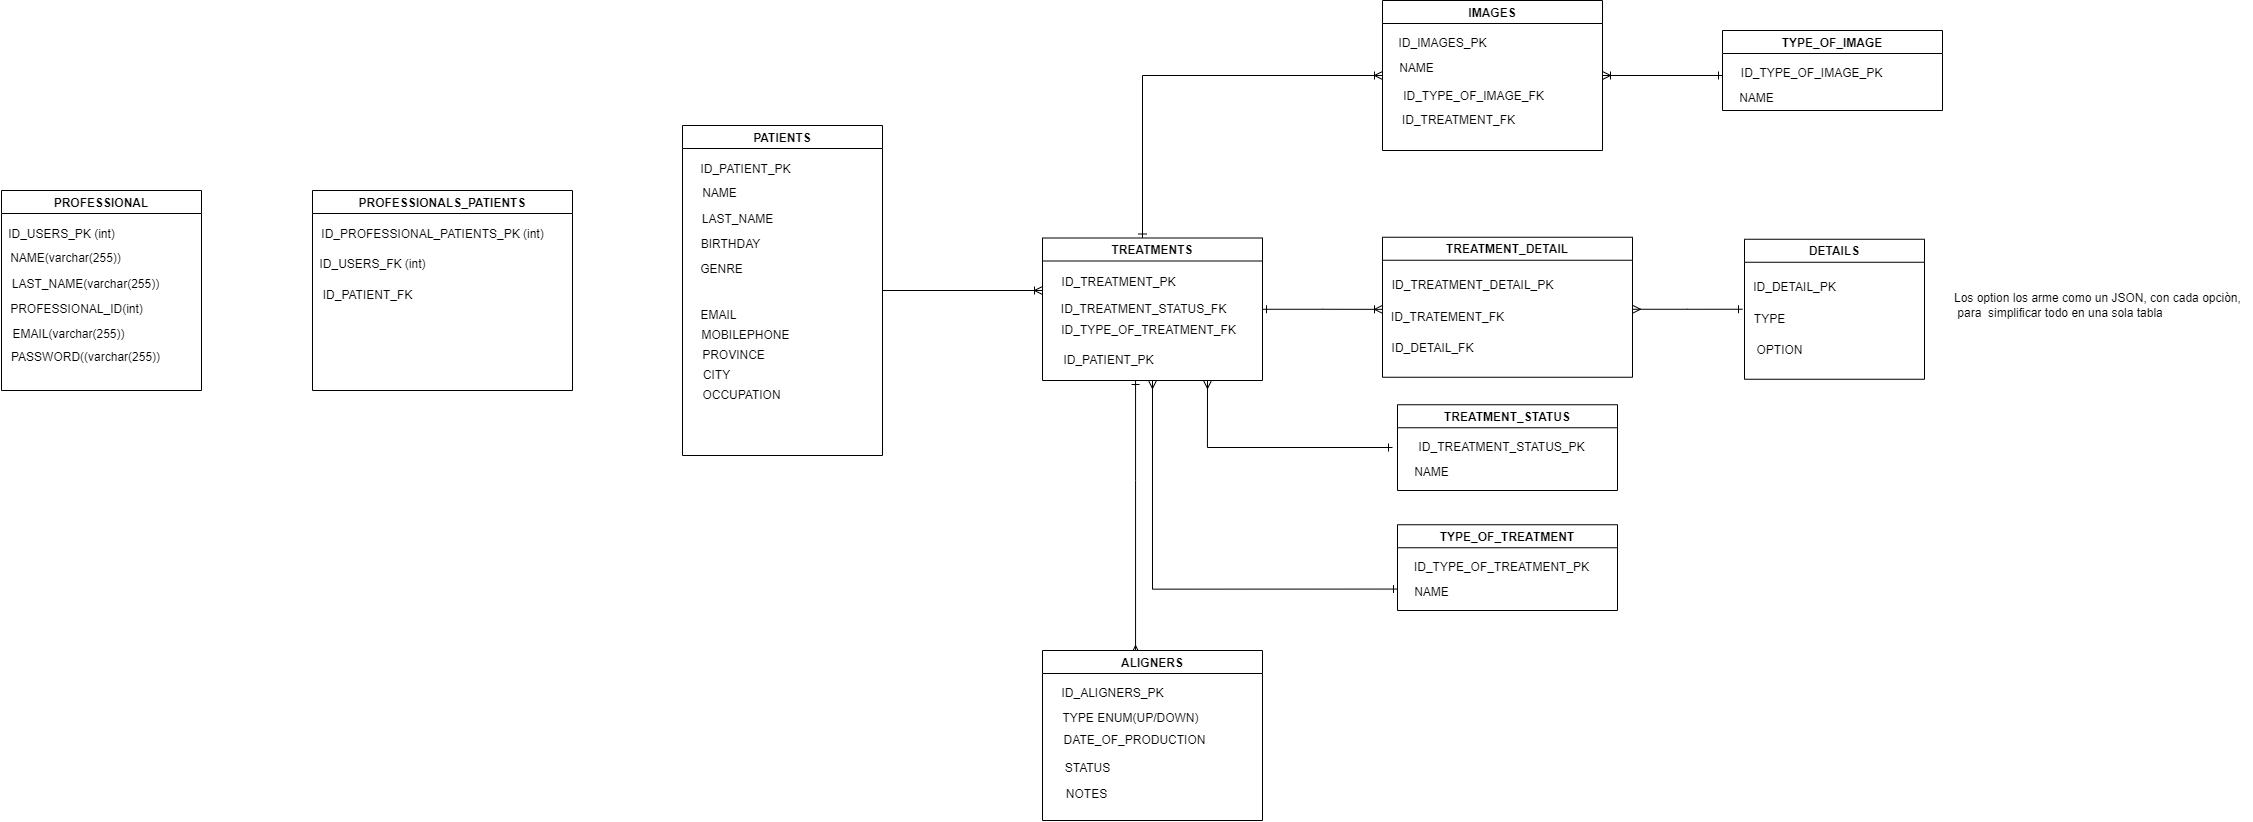 PROFESSIONAL
ID_USERS_PK (int)
NAME(varchar(255))
LAST_NAME(varchar(255))
PROFESSIONAL_ID(int)
EMAIL(varchar(255))
PASSWORD((varchar(255))
PROFESSIONALS_PATIENTS
ID_PROFESSIONAL_PATIENTS_PK (int)
ID_USERS_FK (int)
ID_PATIENT_FK
PATIENTS
ID_PATIENT_PK
NAME
LAST_NAME
BIRTHDAY
GENRE
EMAIL
MOBILEPHONE
PROVINCE
CITY
OCCUPATION
TREATMENTS
ID_TREATMENT_PK
ID_TREATMENT_STATUS_FK
ID_TYPE_OF_TREATMENT_FK
ID_PATIENT_PK
IMAGES
ID_IMAGES_PK
NAME
ID_TYPE_OF_IMAGE_FK
ID_TREATMENT_FK
TYPE_OF_IMAGE
ID_TYPE_OF_IMAGE_PK
NAME
TREATMENT_DETAIL
ID_TREATMENT_DETAIL_PK
ID_TRATEMENT_FK
ID_DETAIL_FK
DETAILS
ID_DETAIL_PK
TYPE
OPTION
Los option los arme como un JSON, con cada opciòn,
para simplificar todo en una sola tabla
TREATMENT_STATUS
ID_TREATMENT_STATUS_PK
NAME
TYPE_OF_TREATMENT
ID_TYPE_OF_TREATMENT_PK
NAME
ALIGNERS
ID_ALIGNERS_PK
TYPE ENUM(UP/DOWN)
DATE_OF_PRODUCTION
STATUS
NOTES